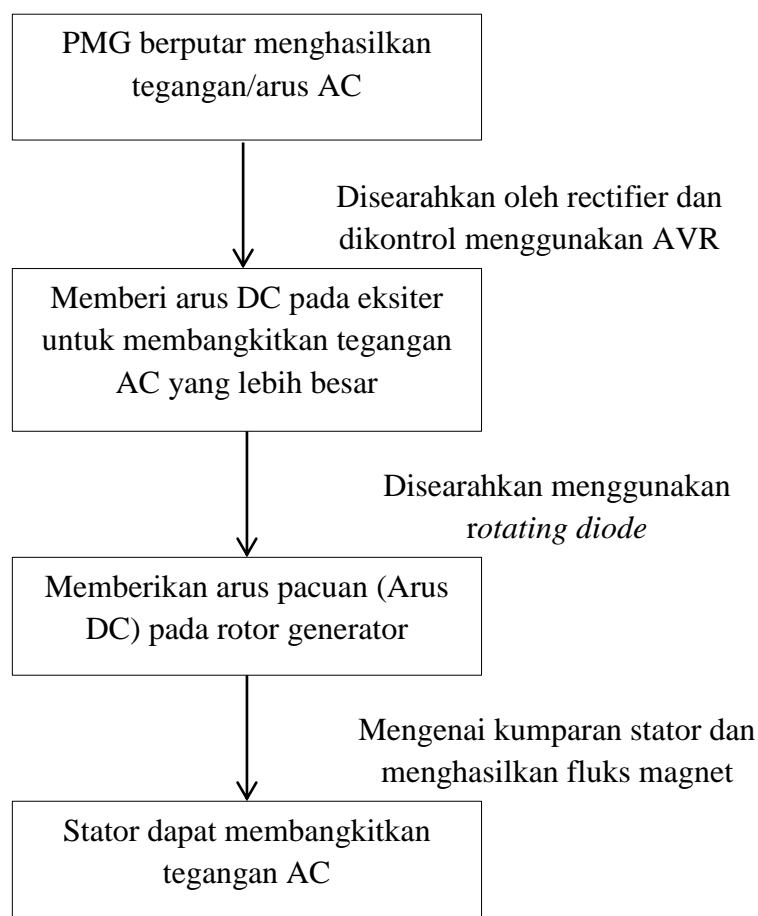 PMG berputar menghasilkan
tegangan/arus AC
Disearahkan oleh rectifier dan
dikontrol menggunakan AVR
Memberi arus DC pada eksiter
untuk membangkitkan tegangan
AC yang lebih besar
Disearahkan menggunakan
rotating diode
Memberikan arus pacuan (Arus
DC) pada rotor generator
Mengenai kumparan stator dan
menghasilkan fluks magnet
Stator dapat membangkitkan
tegangan AC